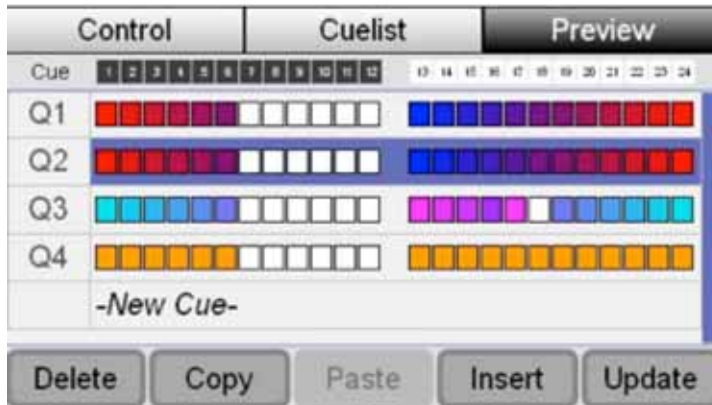 Control Cuelist Preview
Cue 1 2 3 4 5 6 7 8 9 10 11 12 13 14 15 16 17 18 19 20 21 22 23 24
Q1
Q2
Q3
Q4
-New Cue-
Delete Copy Paste Insert Update